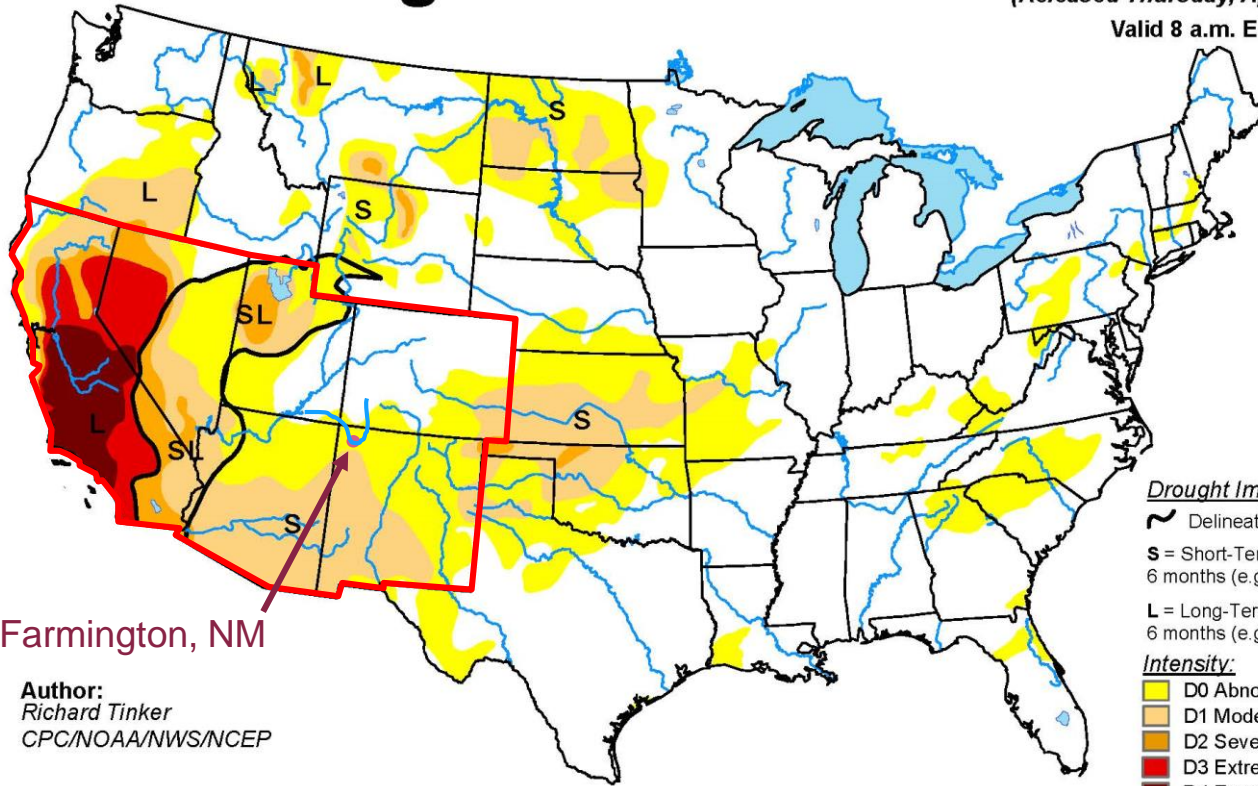 Valid 8 a.m. E
L
L
S
L
S
SL
L
SL
S
S
Farmington, NM
Author:
Richard Tinker
CPC/NOAA/NWS/NCEP
Drought Im
Delineat
S = Short-Ter
6 months (e.g
L = Long-Ter
6 months (e.g
Intensity:
D0 Abno
D1 Mode
D2 Seve
D3 Extre